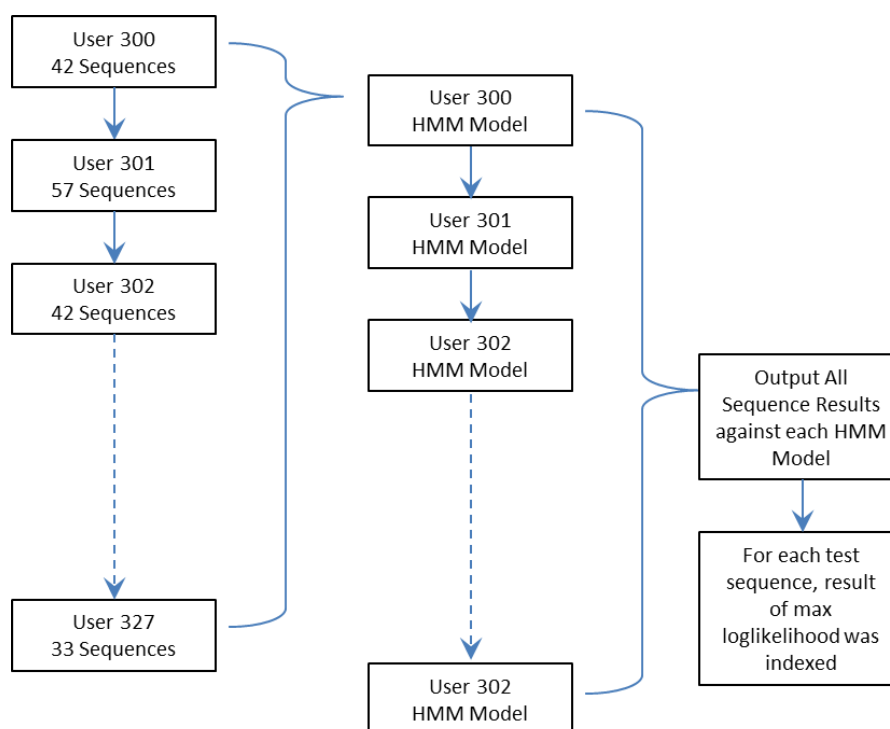 User 300
42 Sequences
User 301
57 Sequences
User 302
42 Sequences
User 327
33 Sequences
User 300
HMM Model
User 301
HMM Model
User 302
HMM Model
User 302
HMM Model
Output All
Sequence Results
against each HMM
Model
For each test
sequence, result
of max
loglikelihood was
indexed